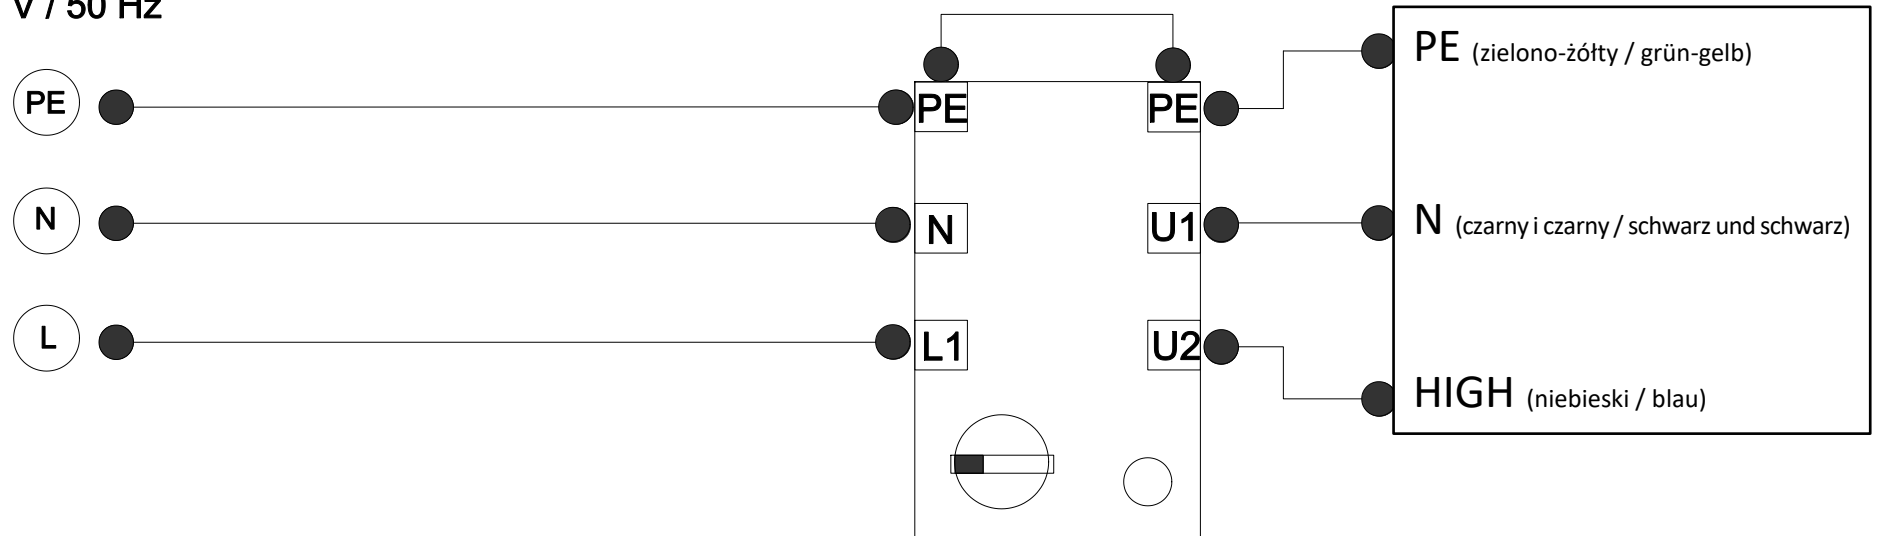 V / 50 Hz
PE
N
L
PE
N
L1
PE
U1
U2
PE (zielono-żółty / grün-gelb)
N (czarny i czarny / schwarz und schwarz)
HIGH (niebieski / blau)